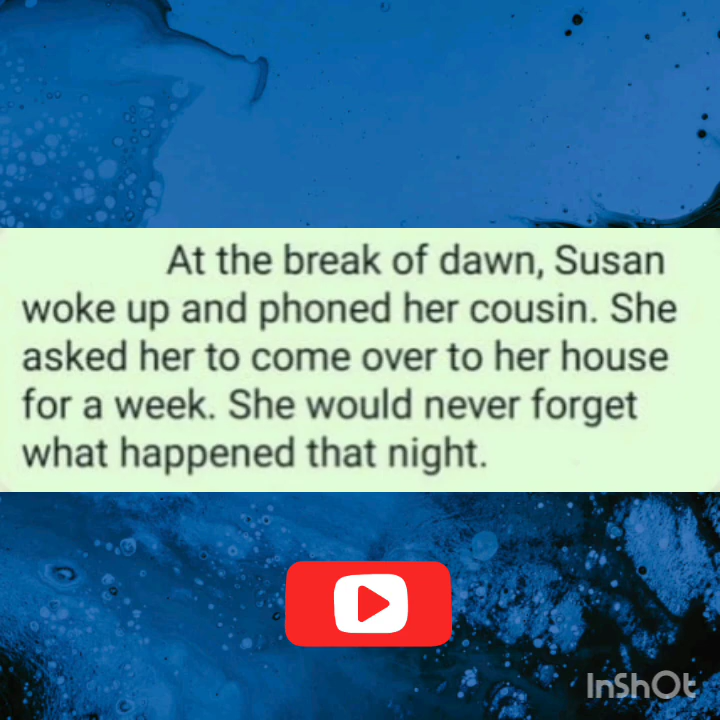 At the break of dawn, Susan
woke up and phoned her cousin. She
asked her to come over to her house
for a week. She would never forget
what happened that night.
InShOt